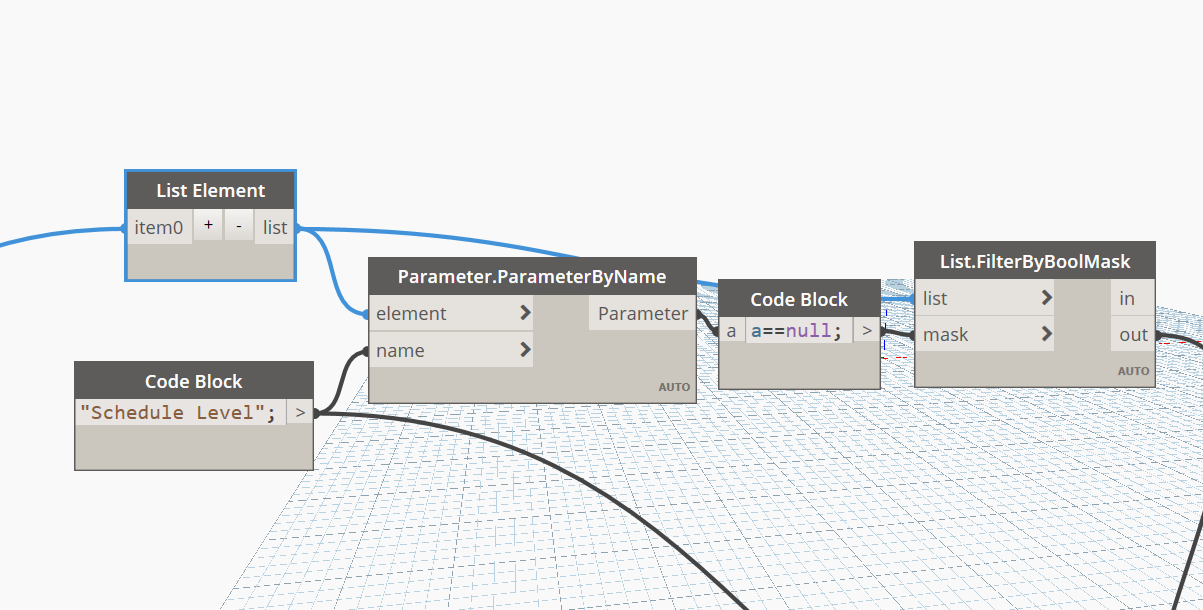 List Element
item0 + - list
Parameter.ParameterByName
element Parameter
name
AUTO
Code Block
"Schedule Level"; >
Code Block
a a==null; >
List.FilterByBoolMask
list in
mask out
AUTO